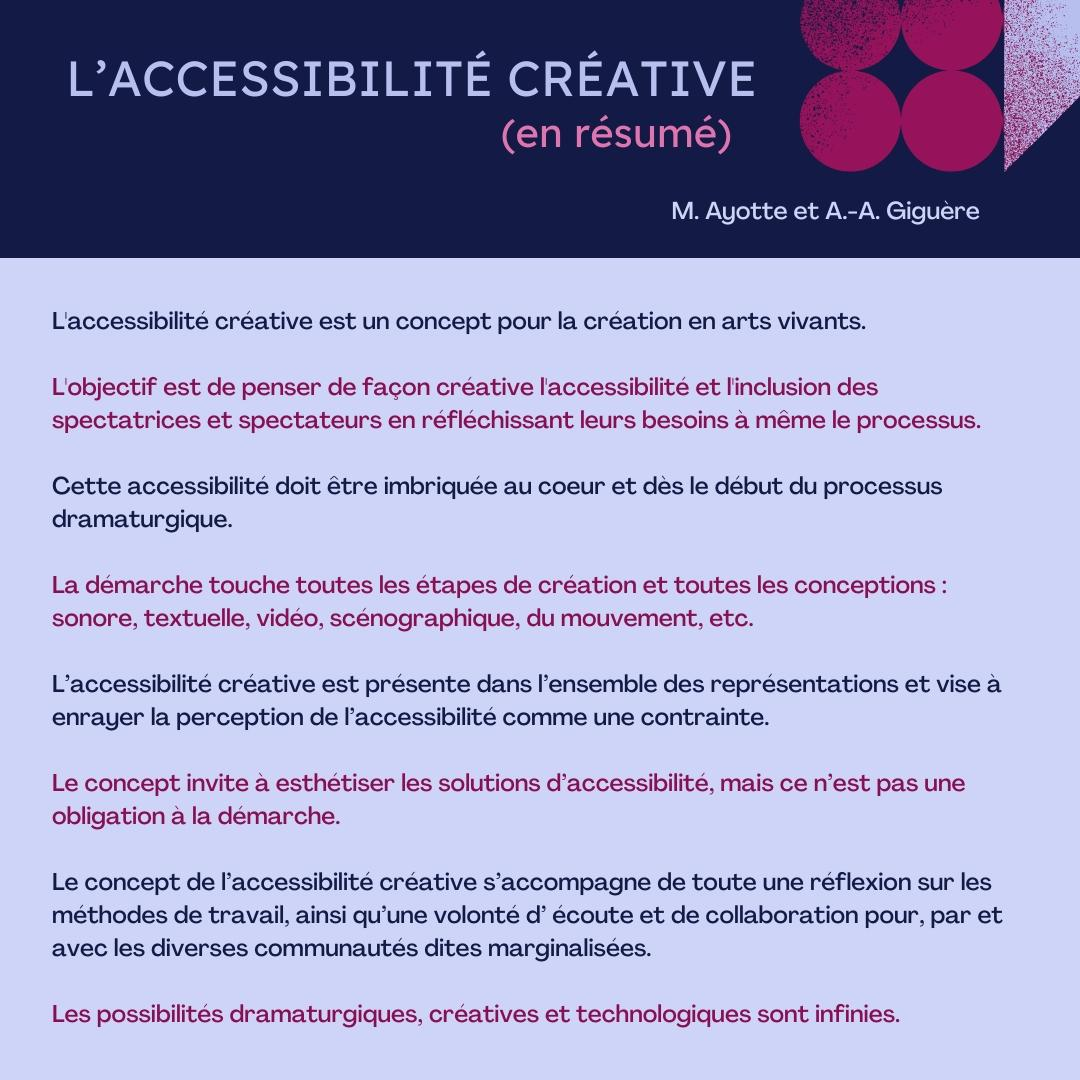 L’ACCESSIBILITÉ CRÉATIVE
(en résumé)
M. Ayotte et A.-A. Giguère
L'accessibilité créative est un concept pour la création en arts vivants.
L'objectif est de penser de façon créative l'accessibilité et l'inclusion des
spectatrices et spectateurs en réfléchissant leurs besoins à même le processus.
Cette accessibilité doit être imbriquée au coeur et dès le début du processus
dramaturgique.
La démarche touche toutes les étapes de création et toutes les conceptions :
sonore, textuelle, vidéo, scénographique, du mouvement, etc.
L’accessibilité créative est présente dans l’ensemble des représentations et vise à
enrayer la perception de l’accessibilité comme une contrainte.
Le concept invite à esthétiser les solutions d’accessibilité, mais ce n’est pas une
obligation à la démarche.
Le concept de l’accessibilité créative s’accompagne de toute une réflexion sur les
méthodes de travail, ainsi qu’une volonté d’ écoute et de collaboration pour, par et
avec les diverses communautés dites marginalisées.
Les possibilités dramaturgiques, créatives et technologiques sont infinies.